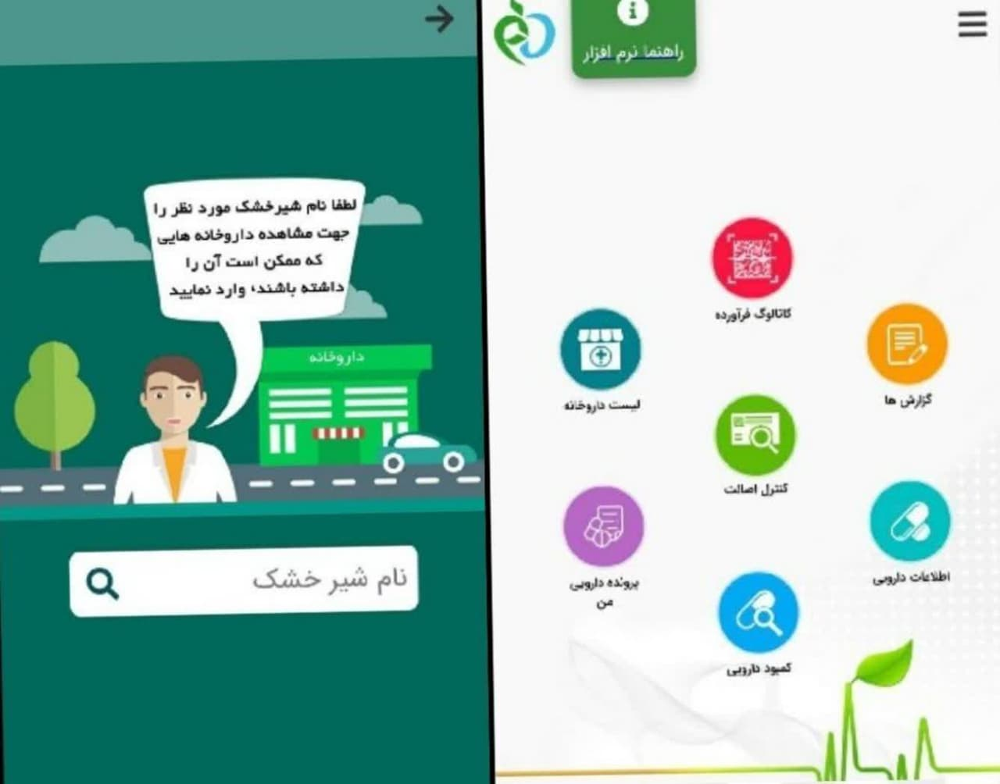 لطفا نام شیرخشک مورد نظر را
جهت مشاهده داروخانه هایی
که ممکن است آن را
داشته باشند، وارد نمایید
داروخانه
نام شیر خشک
راهنما نرم افزار
کاتالوگ فرآورده
لیست داروخانه
گزارش ها
کنترل اصالت
پرونده دارویی
من
اطلاعات دارویی
کمبود دارویی